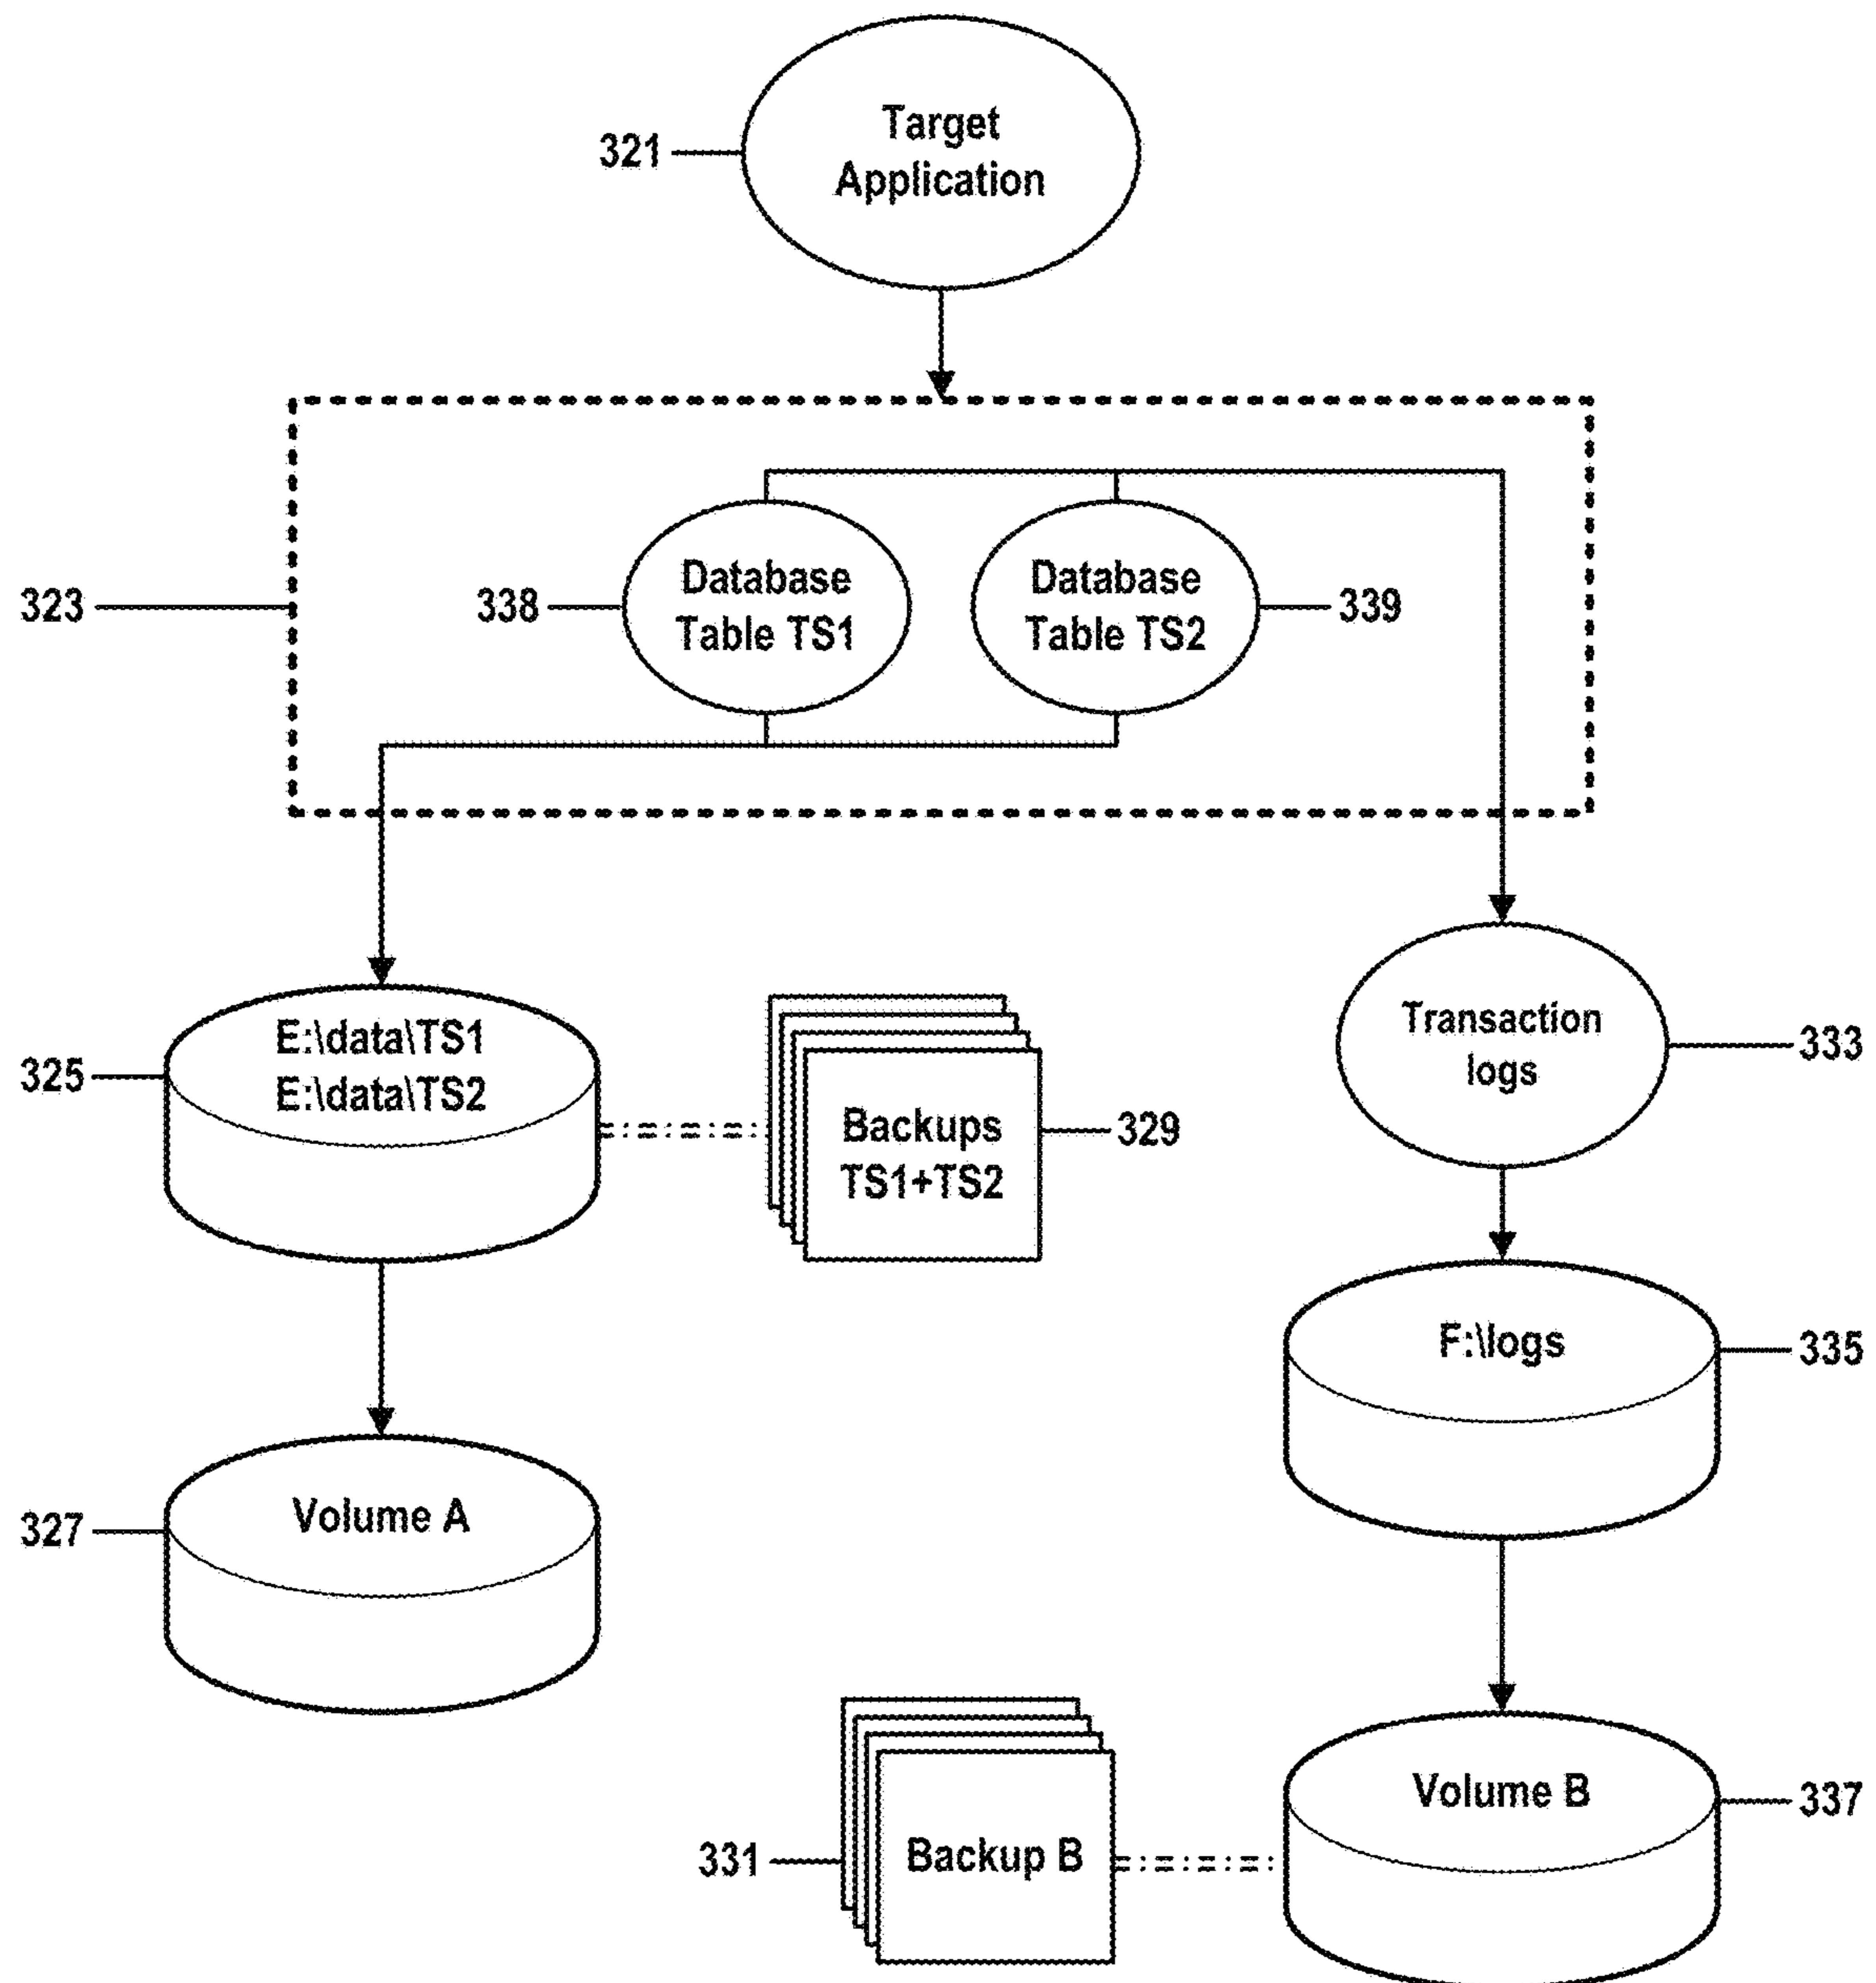 Target
Application
321
323
338
Database
Table TS1
Database
Table TS2
339
325
E:\data\TS1
E:\data\TS2
Backups
TS1+TS2
329
Transaction
logs
333
F:\logs
335
327
Volume A
331
Backup B
Volume B
337